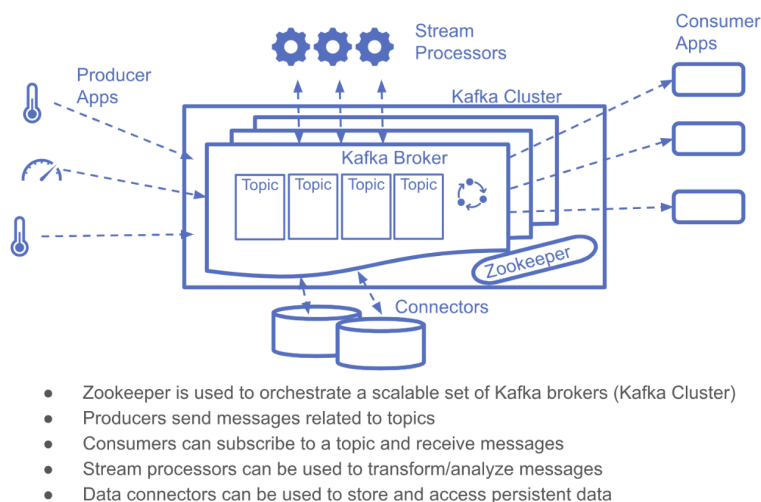 Consumer
Apps
Stream
Processors
Producer
Apps
Kafka Cluster
Kafka Broker
Topic Topic Topic Topic
Zookeeper
Connectors
● Zookeeper is used to orchestrate a scalable set of Kafka brokers (Kafka Cluster)
● Producers send messages related to topics
● Consumers can subscribe to a topic and receive messages
● Stream processors can be used to transform/analyze messages
● Data connectors can be used to store and access persistent data